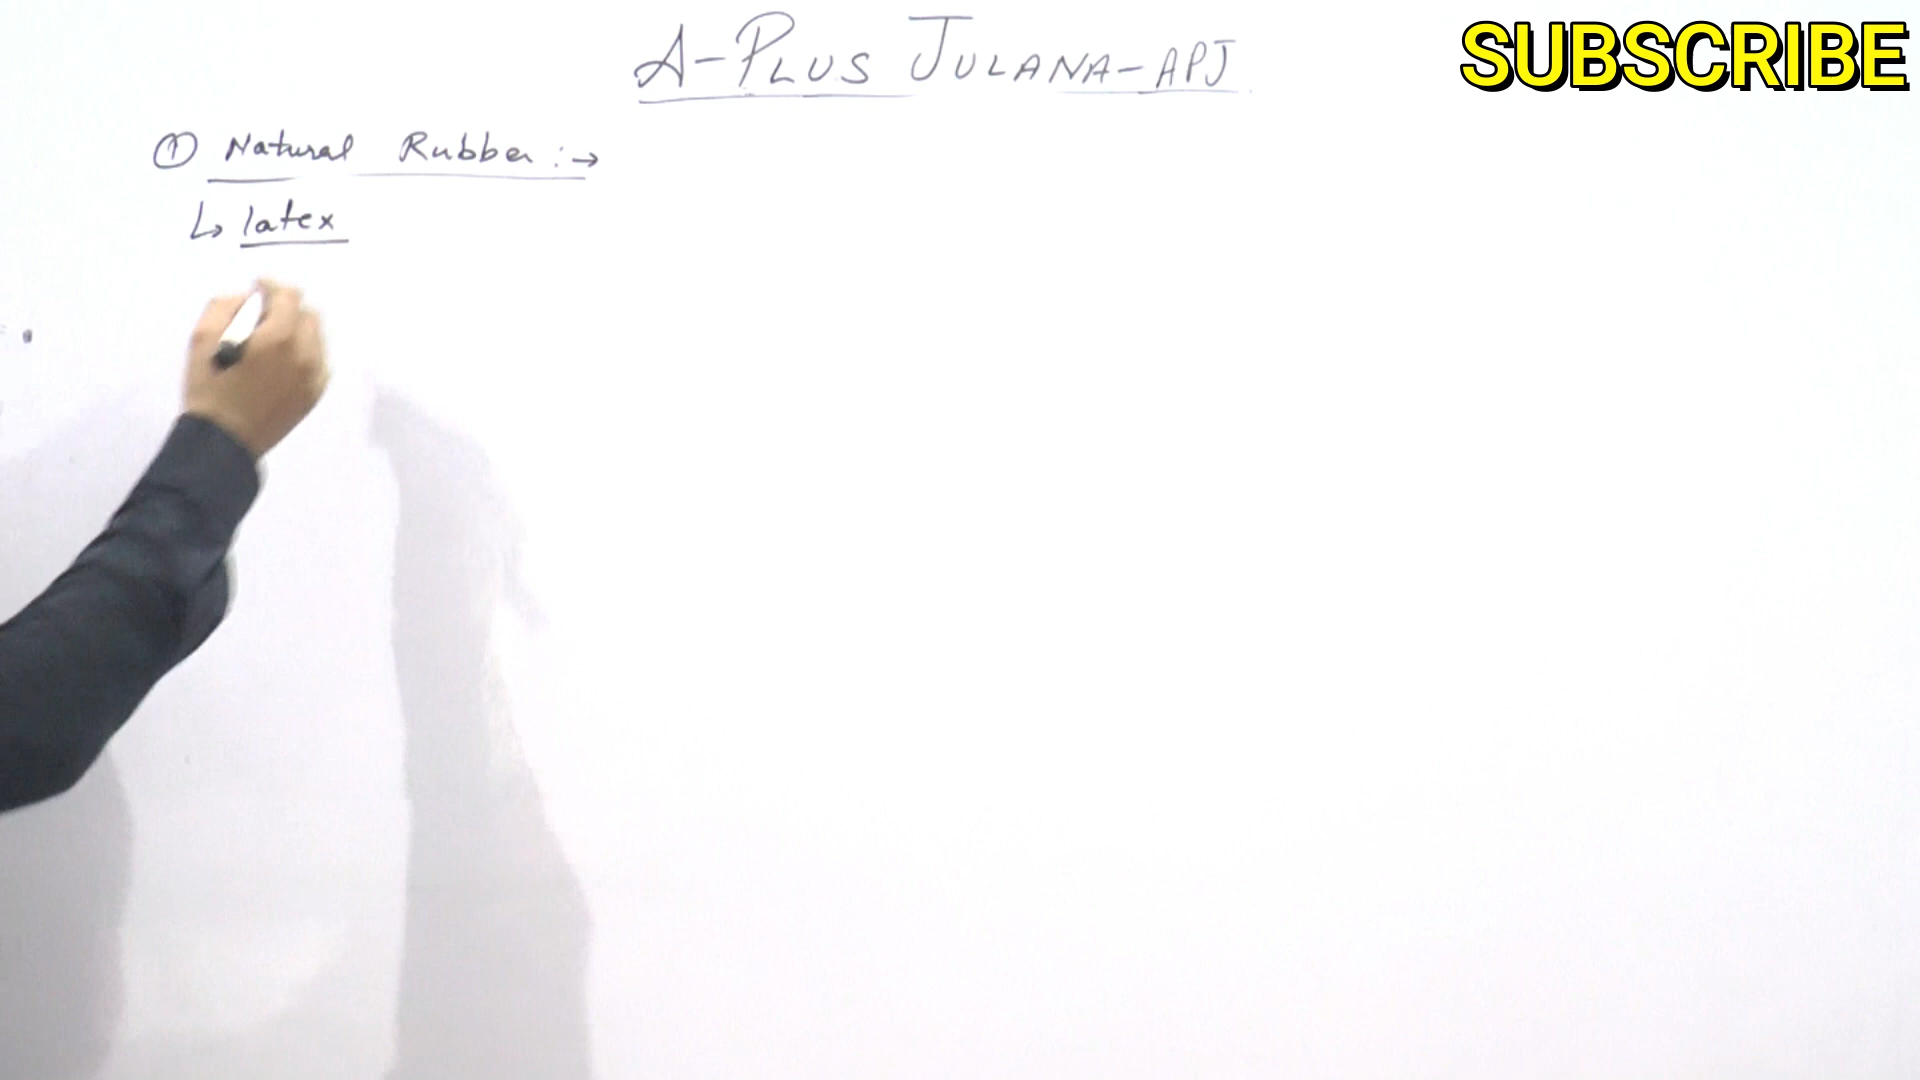 A-PLUS JULANA-APJ
SUBSCRIBE
① Natural Rubber :→
↳ latex